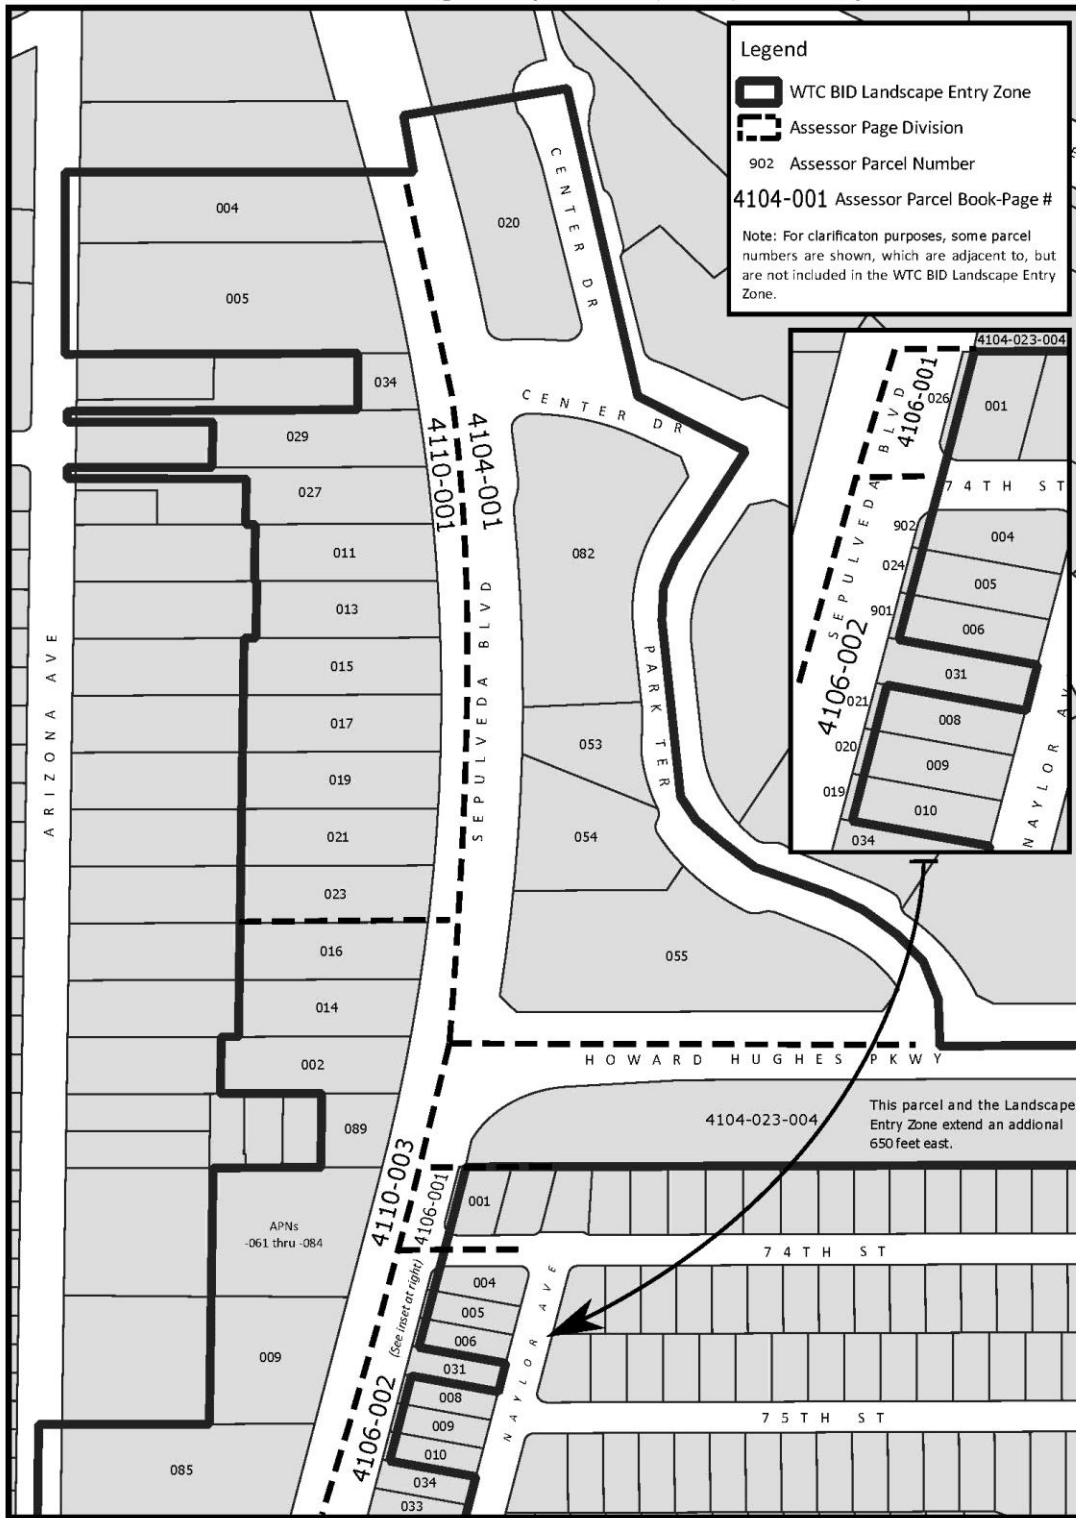 Legend
WTC BID Landscape Entry Zone
Assessor Page Division
902 Assessor Parcel Number
4104-001 Assessor Parcel Book-Page #
Note: For clarificaton purposes, some parcel
numbers are shown, which are adjacent to, but
are not included in the WTC BID Landscape Entry
Zone.
CENTER DR
020
004
005
034
029
027
011
013
015
017
019
021
023
016
014
002
089
APNs
-061 thru -084
009
085
ARIZONA AVE
4110-001
4104-001
SEPULVEDA BLVD
CENTER DR
082
053
054
055
PARK TER
HOWARD HUGHES PKWY
4104-023-004
This parcel and the Landscape
Entry Zone extend an addional
650 feet east.
4110-003
4106-001
001
74TH ST
004
005
006
031
008
009
010
034
033
(See inset at right)
4106-002
NAYLOR AVE
75TH ST
4104-023-004
4106-001
026
001
SEPULVEDA BLVD
74TH ST
902
004
024
005
901
006
4106-002
031
021
008
020
009
019
010
034
NAYLOR AV